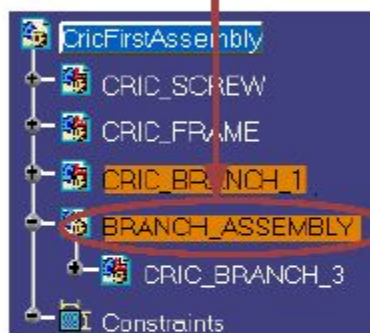 CricFirstAssembly
CRIC_SCREW
CRIC_FRAME
CRIC_BRANCH_1
BRANCH_ASSEMBLY
CRIC_BRANCH_3
Constraints